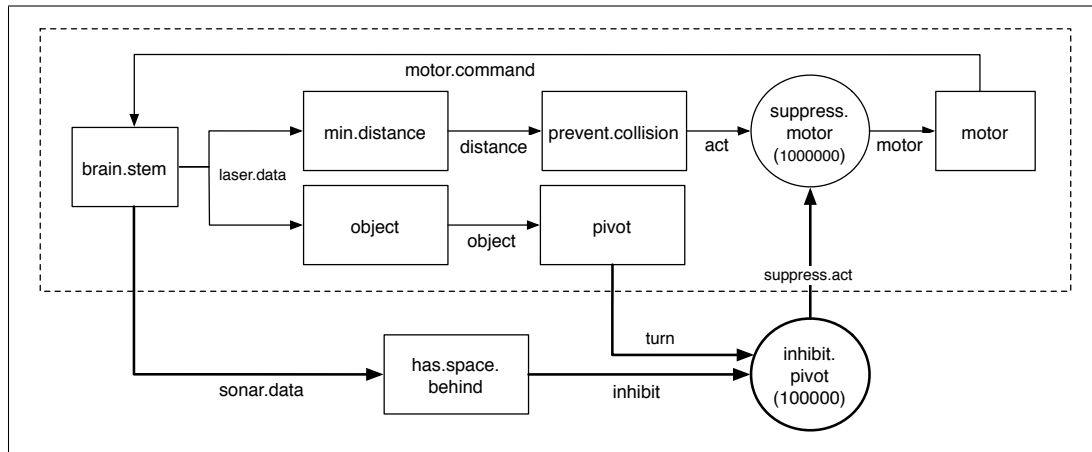 motor.command
brain.stem
laser.data
min.distance
distance
prevent.collision
act
suppress.
motor
(1000000)
motor
motor
object
object
pivot
suppress.act
turn
sonar.data
has.space.
behind
inhibit
inhibit.
pivot
(100000)